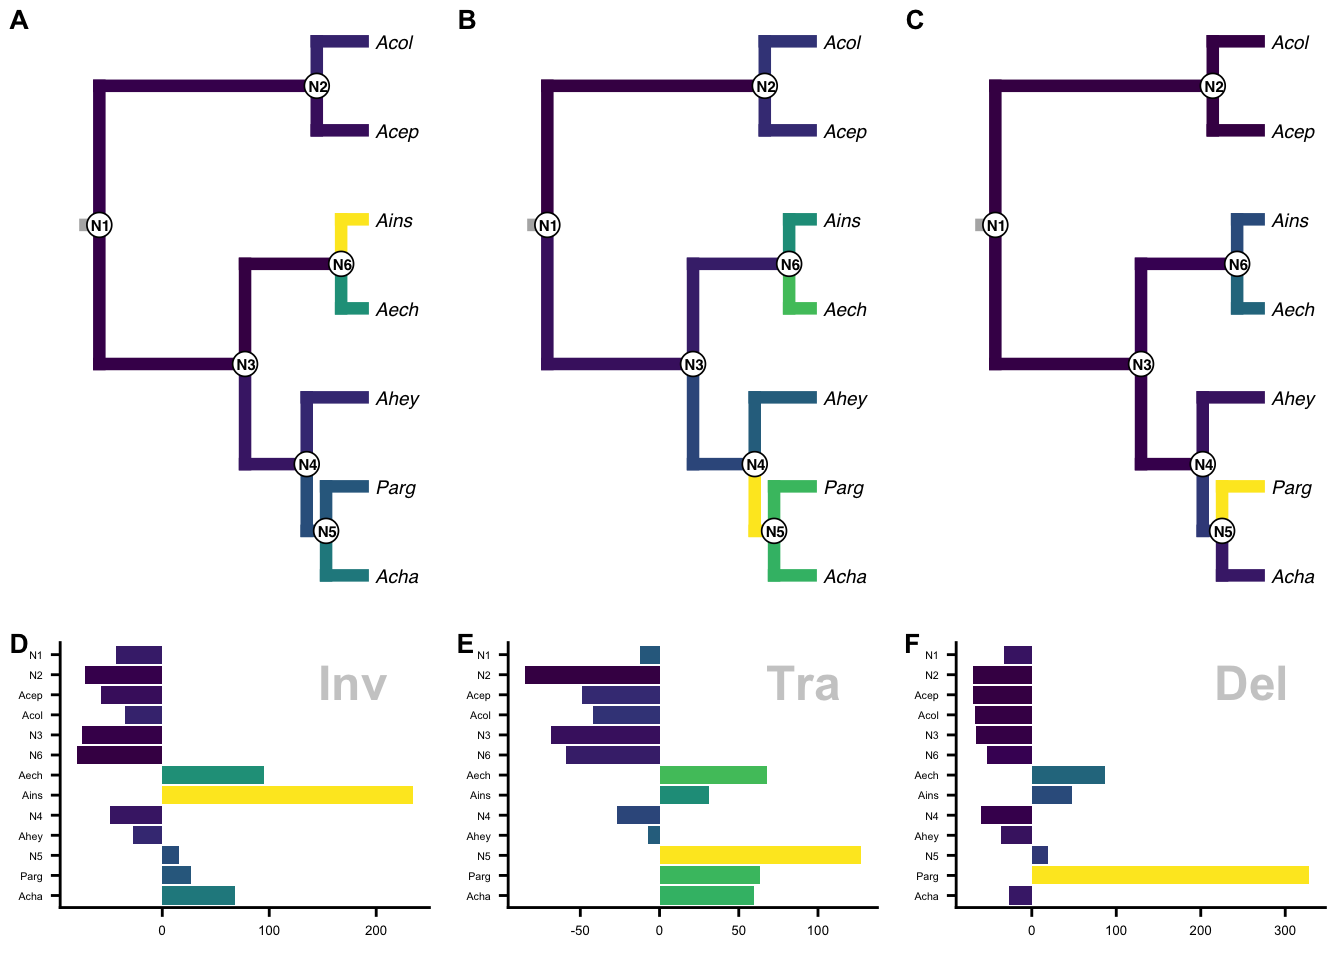 A
Acol
N2
Acep
Ains
N1
N6
Aech
N3
Ahey
N4
Parg
N5
Acha
B
Acol
N2
Acep
Ains
N1
N6
Aech
N3
Ahey
N4
Parg
N5
Acha
C
Acol
N2
Acep
Ains
N1
N6
Aech
N3
Ahey
N4
Parg
N5
Acha
D
Inv
N1
N2
Acep
Acol
N3
N6
Aech
Ains
N4
Ahey
N5
Parg
Acha
0 100 200
E
Tra
N1
N2
Acep
Acol
N3
N6
Aech
Ains
N4
Ahey
N5
Parg
Acha
-50 0 50 100
F
Del
N1
N2
Acep
Acol
N3
N6
Aech
Ains
N4
Ahey
N5
Parg
Acha
0 100 200 300